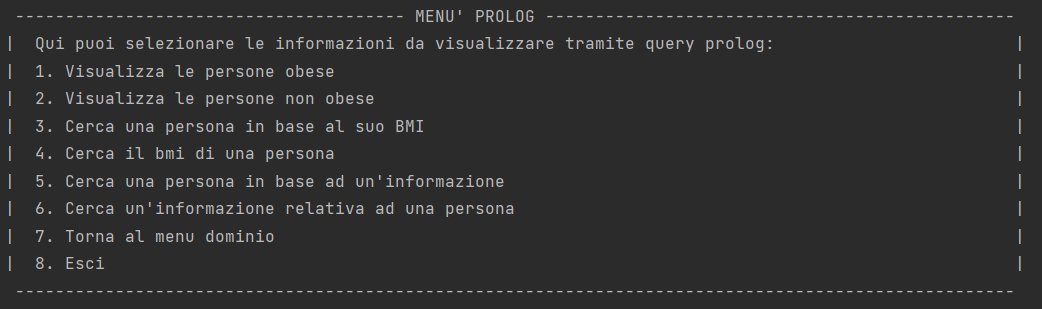 --------------------------------------- MENU' PROLOG -----------------------------------------------
|  Qui puoi selezionare le informazioni da visualizzare tramite query prolog:                        |
|  1. Visualizza le persone obese                                                                    |
|  2. Visualizza le persone non obese                                                                |
|  3. Cerca una persona in base al suo BMI                                                           |
|  4. Cerca il bmi di una persona                                                                    |
|  5. Cerca una persona in base ad un'informazione                                                   |
|  6. Cerca un'informazione relativa ad una persona                                                  |
|  7. Torna al menu dominio                                                                          |
|  8. Esci                                                                                           |
----------------------------------------------------------------------------------------------------